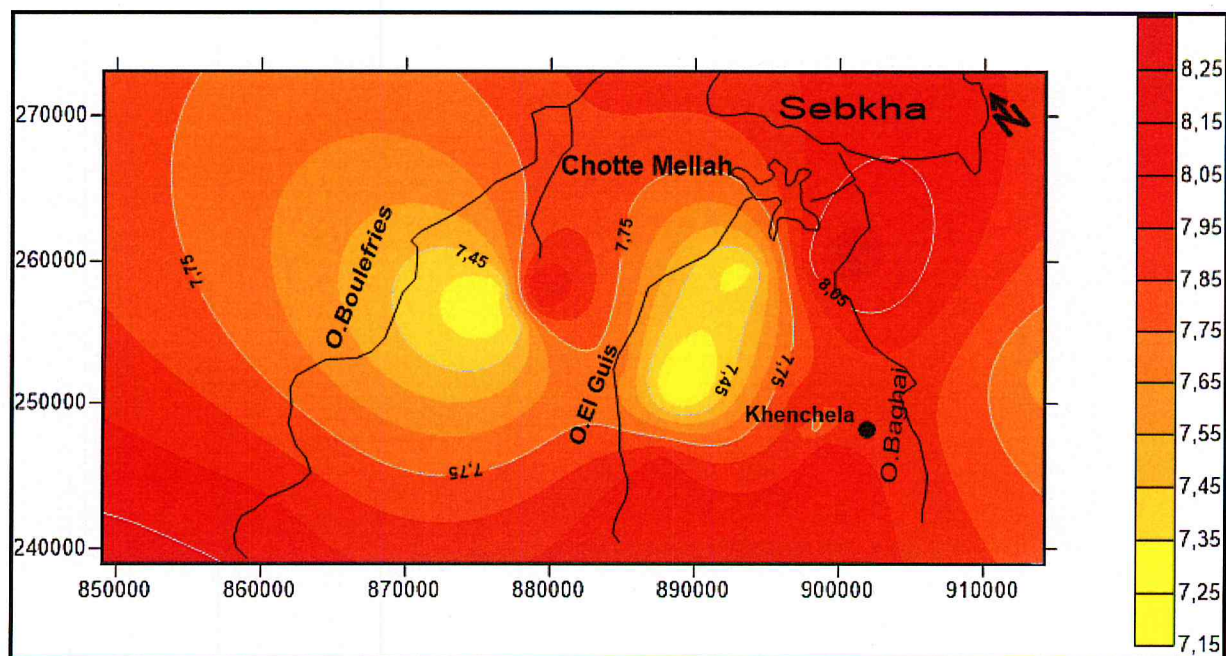 Sebkha
N
Chotte Mellah
O.Boulefries
O.El Guis
O.Baghai
Khenchela
7,75
7,45
7,75
7,75
7,45
7,75
8,05
270000
260000
250000
240000
850000 860000 870000 880000 890000 900000 910000
8,25
8,15
8,05
7,95
7,85
7,75
7,65
7,55
7,45
7,35
7,25
7,15